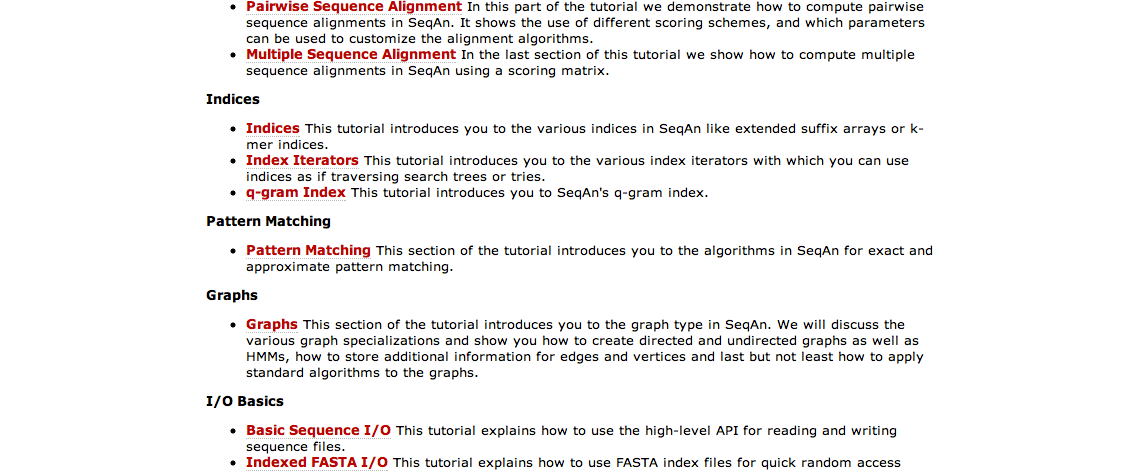 • Pairwise Sequence Alignment In this part of the tutorial we demonstrate how to compute pairwise
sequence alignments in SeqAn. It shows the use of different scoring schemes, and which parameters
can be used to customize the alignment algorithms.
• Multiple Sequence Alignment In the last section of this tutorial we show how to compute multiple
sequence alignments in SeqAn using a scoring matrix.
Indices
• Indices This tutorial introduces you to the various indices in SeqAn like extended suffix arrays or k-
mer indices.
• Index Iterators This tutorial introduces you to the various index iterators with which you can use
indices as if traversing search trees or tries.
• q-gram Index This tutorial introduces you to SeqAn's q-gram index.
Pattern Matching
• Pattern Matching This section of the tutorial introduces you to the algorithms in SeqAn for exact and
approximate pattern matching.
Graphs
• Graphs This section of the tutorial introduces you to the graph type in SeqAn. We will discuss the
various graph specializations and show you how to create directed and undirected graphs as well as
HMMs, how to store additional information for edges and vertices and last but not least how to apply
standard algorithms to the graphs.
I/O Basics
• Basic Sequence I/O This tutorial explains how to use the high-level API for reading and writing
sequence files.
• Indexed FASTA I/O This tutorial explains how to use FASTA index files for quick random access